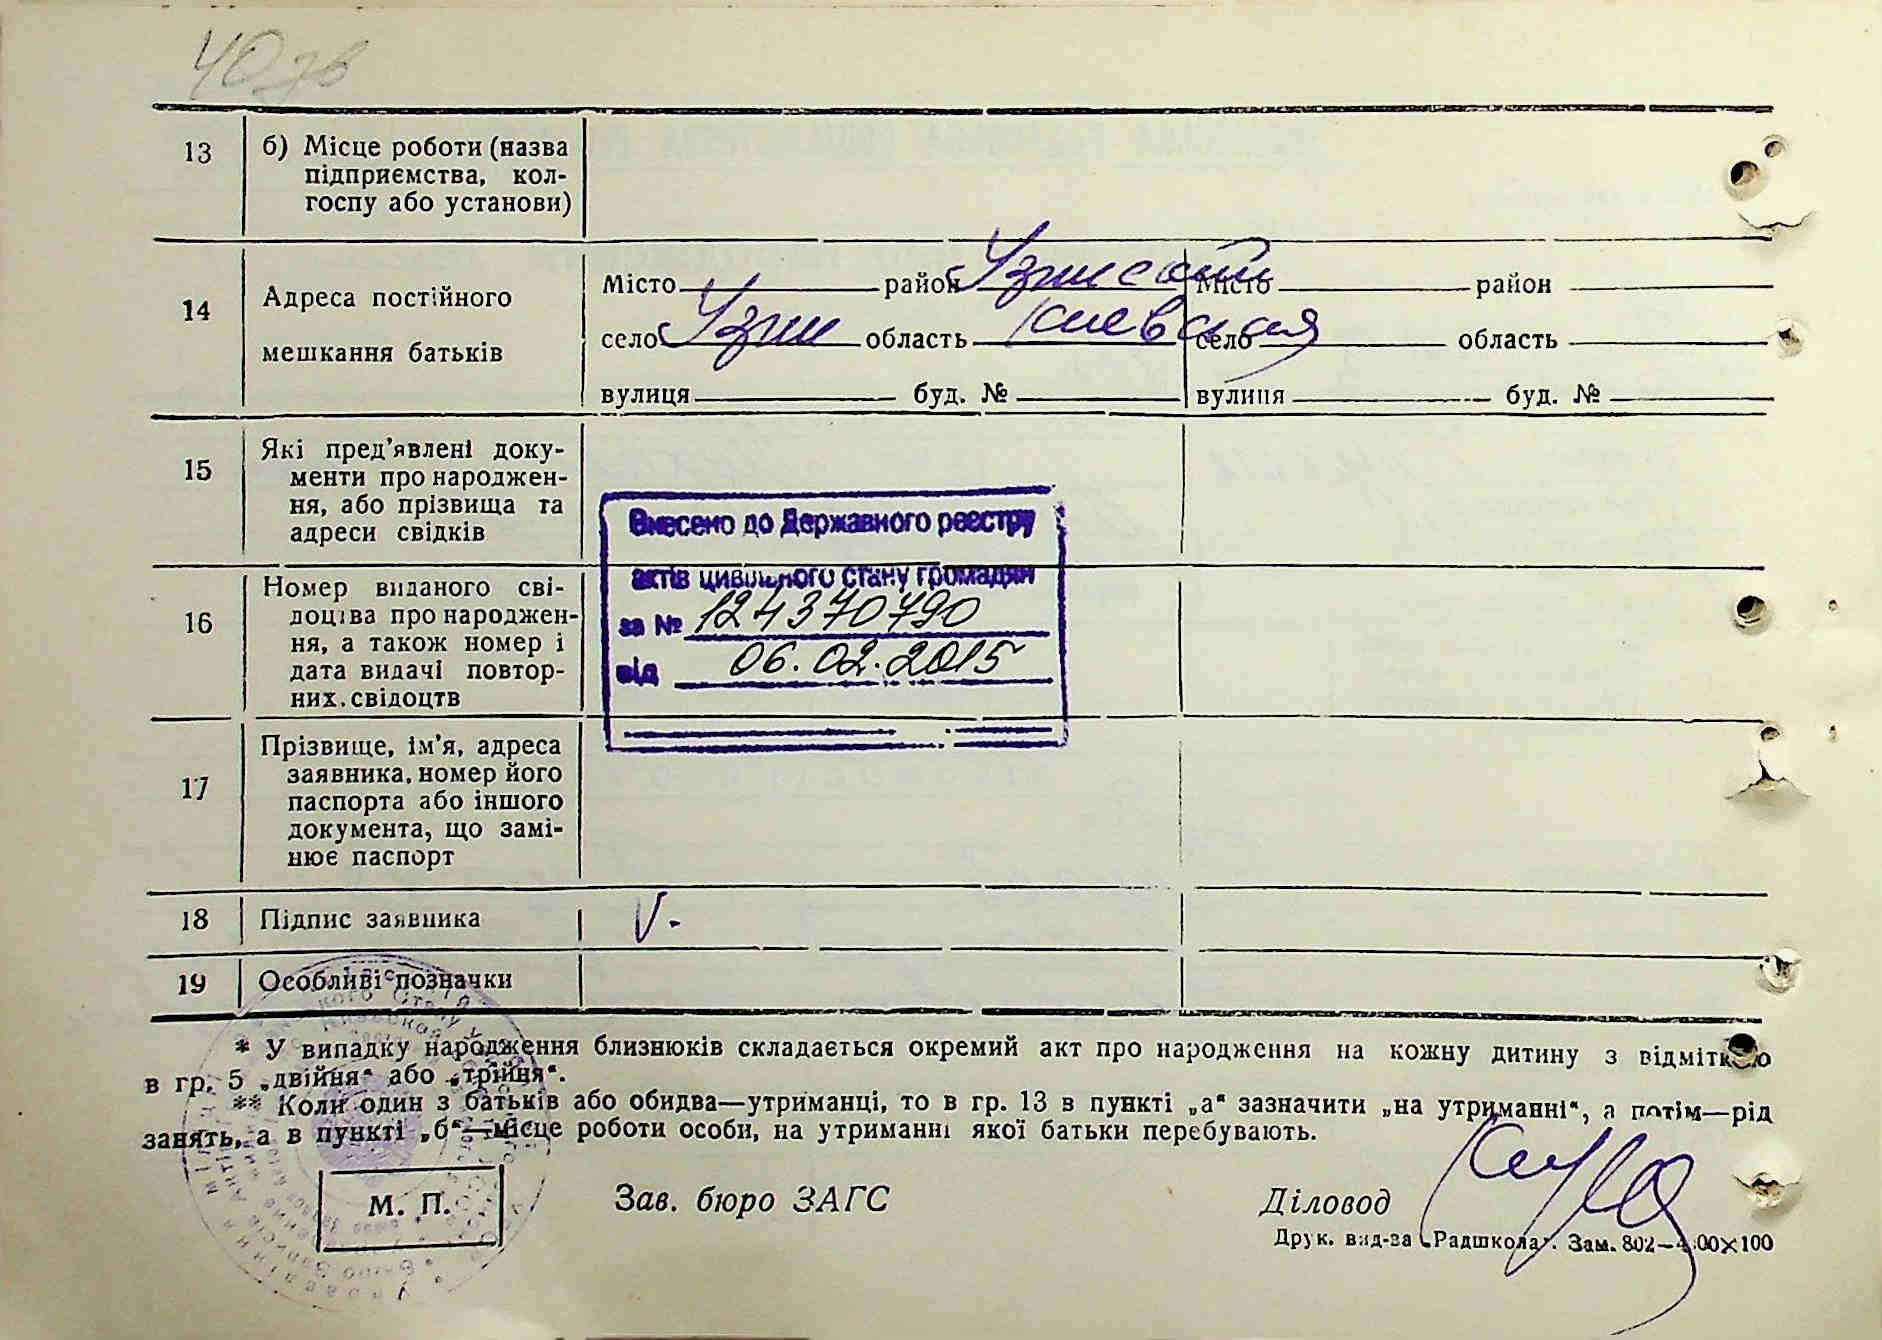 40зв
13 б) Місце роботи (назва
підприємства, кол-
госпу або установи)
14 Адреса постійного
мешкання батьків
Місто район Узинский Місто район
село Узин область Киевская село область
вулиця буд. № вулиця буд. №
15 Які пред'явлені доку-
менти про народжен-
ня, або прізвища та
адреси свідків
Внесено до Державного реєстру
актів цивільного стану громадян
за № 124370790
від 06.02.2015
16 Номер виданого сві-
доцтва про народжен-
ня, а також номер і
дата видачі повтор-
них свідоцтв
17 Прізвище, ім'я, адреса
заявника, номер його
паспорта або іншого
документа, що замі-
нює паспорт
18 Підпис заявника V.
19 Особливі позначки
* У випадку народження близнюків складається окремий акт про народження на кожну дитину з відміткою
в гр. 5 „двійня“ або „трійня“.
** Коли один з батьків або обидва—утриманці, то в гр. 13 в пункті „а“ зазначити „на утриманні“, а потім—рід
занять, а в пункті „б“—місце роботи особи, на утриманні якої батьки перебувають.
М. П. Зав. бюро ЗАГС Діловод
Друк. вид-ва „Радшкола“. Зам. 802